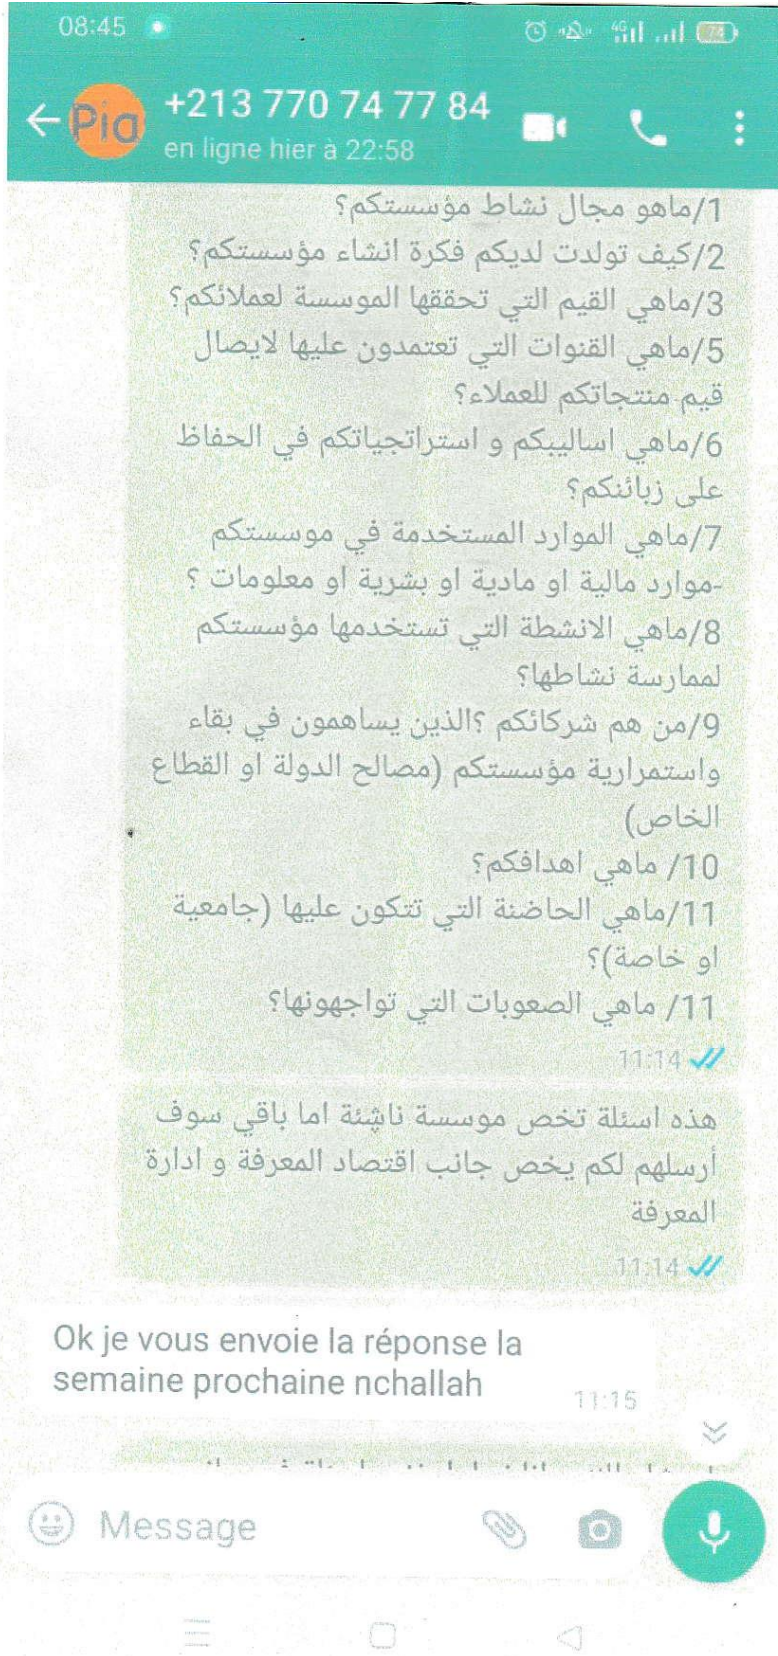 08:45
4G
74
Pia
+213 770 74 77 84
en ligne hier à 22:58
1/ماهو مجال نشاط مؤسستكم؟
2/كيف تولدت لديكم فكرة انشاء مؤسستكم؟
3/ماهي القيم التي تحققها الموسسة لعملائكم؟
5/ماهي القنوات التي تعتمدون عليها لايصال
قيم منتجاتكم للعملاء؟
6/ماهي اساليبكم و استراتجياتكم في الحفاظ
على زبائنكم؟
7/ماهي الموارد المستخدمة في موسستكم
-موارد مالية او مادية او بشرية او معلومات ؟
8/ماهي الانشطة التي تستخدمها مؤسستكم
لممارسة نشاطها؟
9/من هم شركائكم ؟الذين يساهمون في بقاء
واستمرارية مؤسستكم (مصالح الدولة او القطاع
الخاص)
10/ ماهي اهدافكم؟
11/ماهي الحاضنة التي تتكون عليها (جامعية
او خاصة)؟
11/ ماهي الصعوبات التي تواجهونها؟
11:14
هذه اسئلة تخص موسسة ناشئة اما باقي سوف
أرسلهم لكم يخص جانب اقتصاد المعرفة و ادارة
المعرفة
11:14
Ok je vous envoie la réponse la
semaine prochaine nchallah
11:15
Message